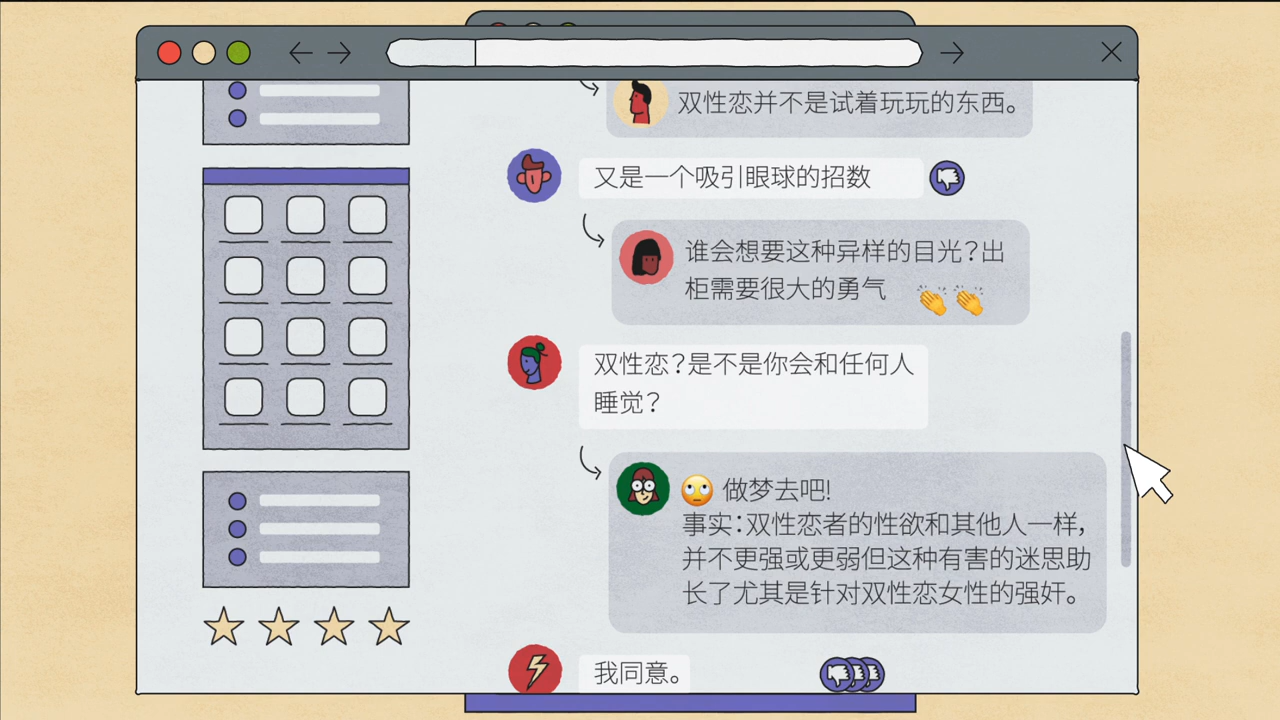 双性恋并不是试着玩玩的东西。
又是一个吸引眼球的招数
谁会想要这种异样的目光？出
柜需要很大的勇气 👏👏
双性恋？是不是你会和任何人
睡觉？
🙄 做梦去吧！
事实：双性恋者的性欲和其他人一样，
并不更强或更弱但这种有害的迷思助
长了尤其是针对双性恋女性的强奸。
我同意。